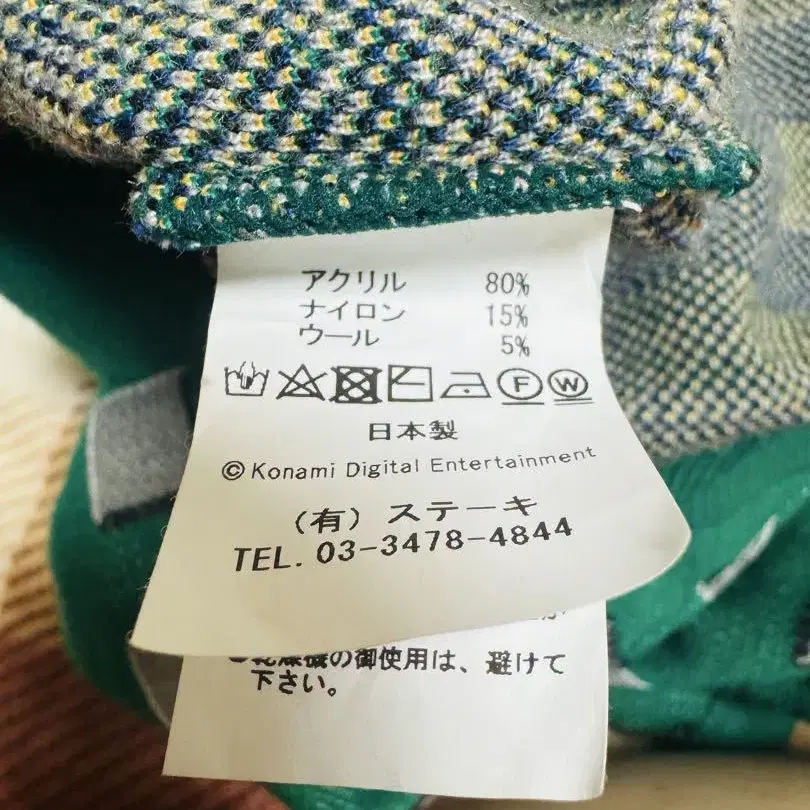 アクリル 80%
ナイロン 15%
ウール 5%
F W
日本製
© Konami Digital Entertainment
(有) ステーキ
TEL. 03-3478-4844
●乾燥機の御使用は、避けて
下さい。